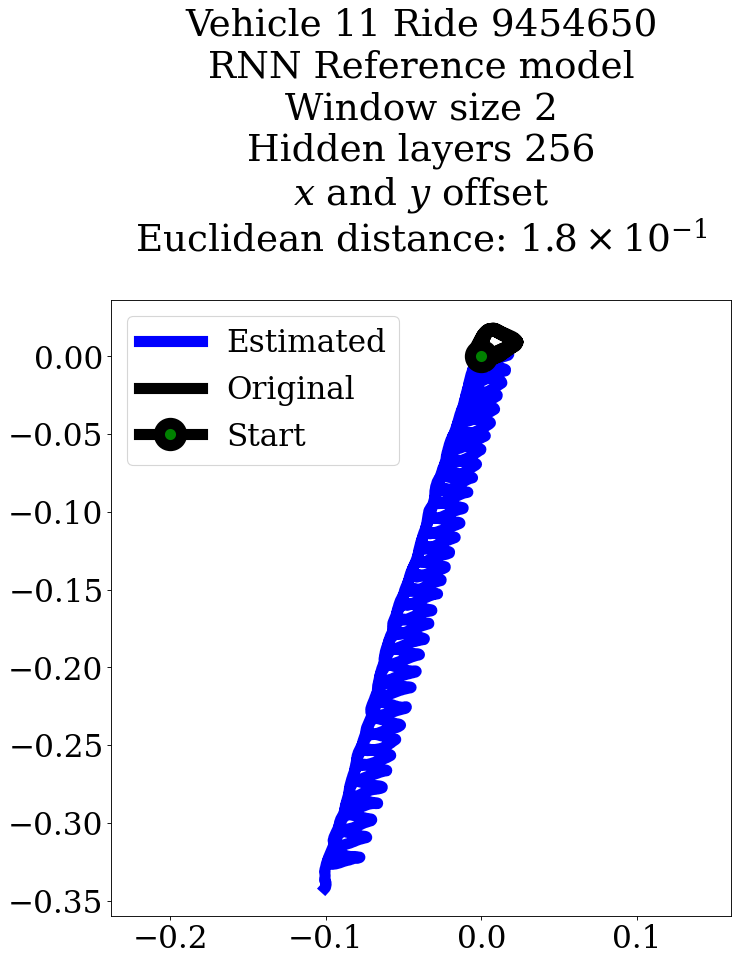 Vehicle 11 Ride 9454650
RNN Reference model
Window size 2
Hidden layers 256
x and y offset
Euclidean distance: 1.8 × 10⁻¹
Estimated
Original
Start
0.00
−0.05
−0.10
−0.15
−0.20
−0.25
−0.30
−0.35
−0.2 −0.1 0.0 0.1